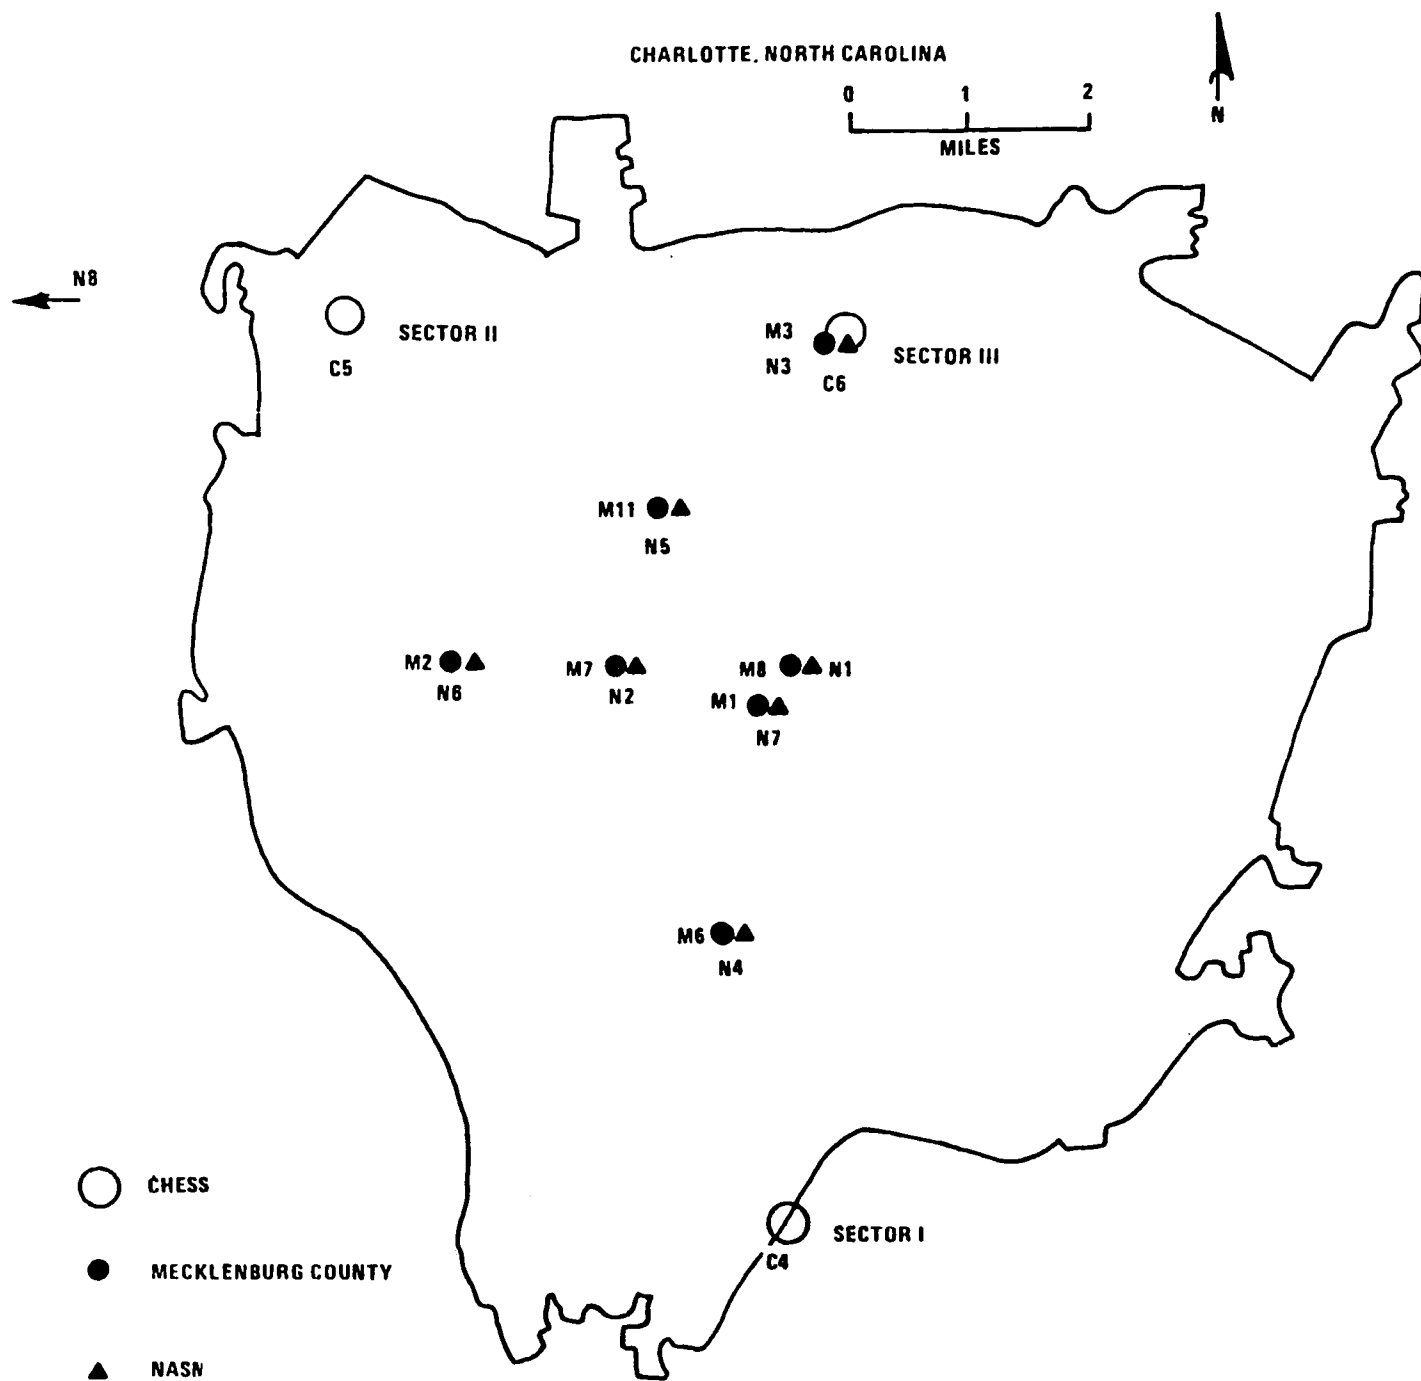 CHARLOTTE, NORTH CAROLINA
0 1 2
MILES
N
N8
SECTOR II
C5
M3
N3
C6
SECTOR III
M11
N5
M2
N6
M7
N2
M8 N1
M1
N7
M6
N4
SECTOR I
C4
CHESS
MECKLENBURG COUNTY
NASN